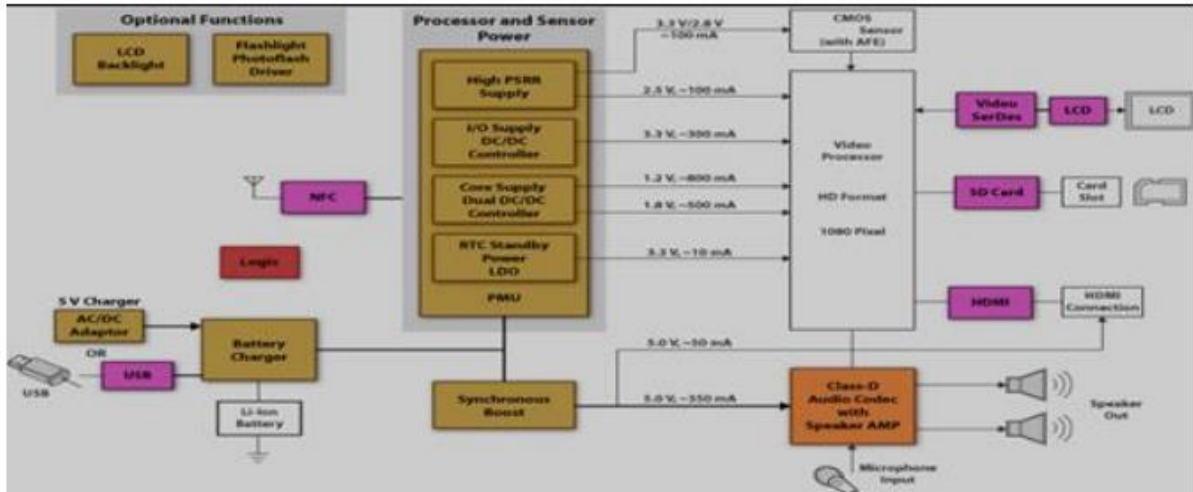 Optional Functions
LCD
Backlight
Flashlight
Photoflash
Driver
Processor and Sensor
Power
High PSRR
Supply
I/O Supply
DC/DC
Controller
Core Supply
Dual DC/DC
Controller
RTC Standby
Power
LDO
PMU
3.3 V/2.8 V
~100 mA
2.5 V, ~100 mA
3.3 V, ~300 mA
1.2 V, ~800 mA
1.8 V, ~500 mA
3.3 V, ~10 mA
CMOS
Sensor
(with AFE)
Video
Processor
HD Format
1080 Pixel
Video
SerDes
LCD
LCD
SD Card
Card
Slot
HDMI
HDMI
Connection
NFC
Logic
5 V Charger
AC/DC
Adaptor
OR
USB
USB
Battery
Charger
Li-Ion
Battery
Synchronous
Boost
5.0 V, ~50 mA
5.0 V, ~350 mA
Class-D
Audio Codec
with
Speaker AMP
Speaker
Out
Microphone
Input